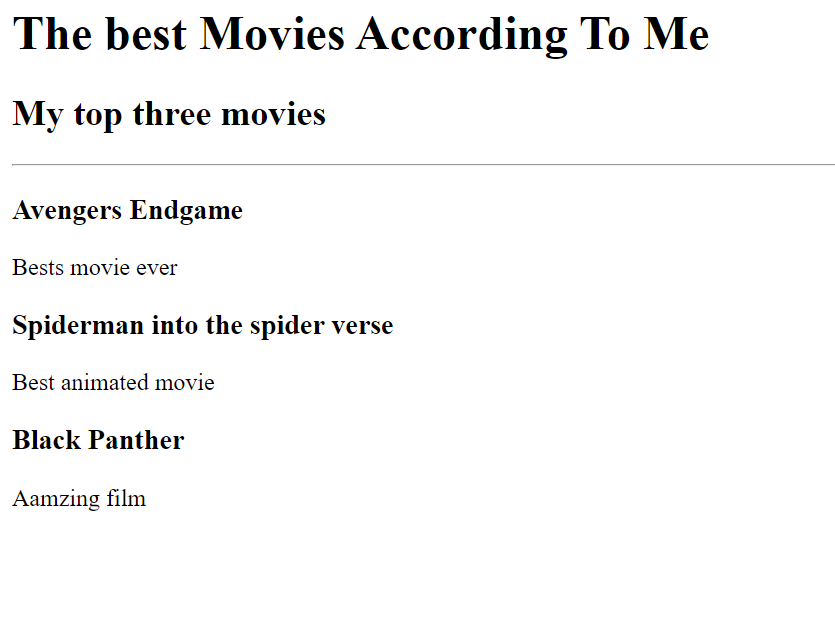 The best Movies According To Me
My top three movies
Avengers Endgame
Bests movie ever
Spiderman into the spider verse
Best animated movie
Black Panther
Aamzing film